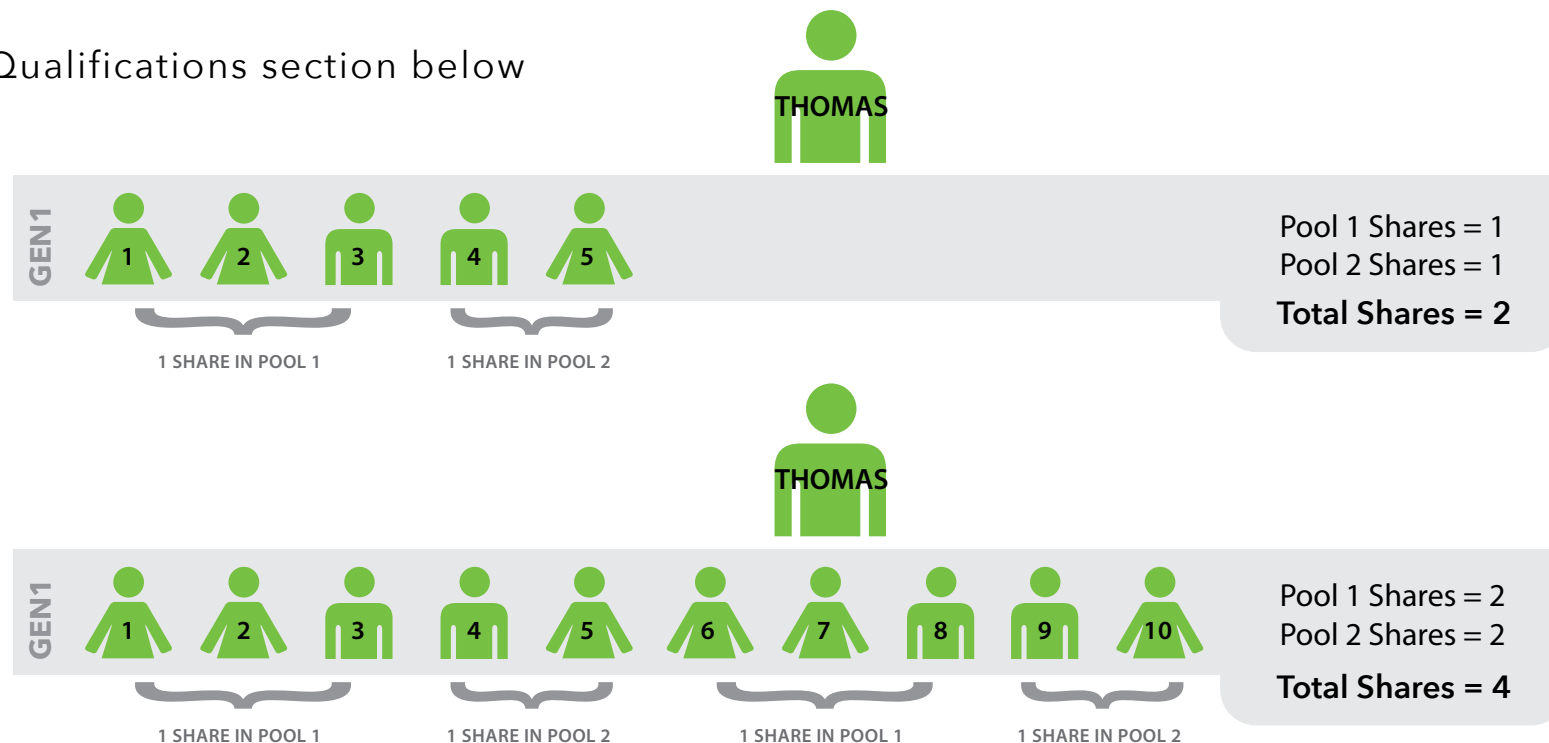 Qualifications section below
THOMAS
GEN1
1 2 3 4 5
Pool 1 Shares = 1
Pool 2 Shares = 1
Total Shares = 2
1 SHARE IN POOL 1 1 SHARE IN POOL 2
THOMAS
GEN1
1 2 3 4 5 6 7 8 9 10
Pool 1 Shares = 2
Pool 2 Shares = 2
Total Shares = 4
1 SHARE IN POOL 1 1 SHARE IN POOL 2 1 SHARE IN POOL 1 1 SHARE IN POOL 2